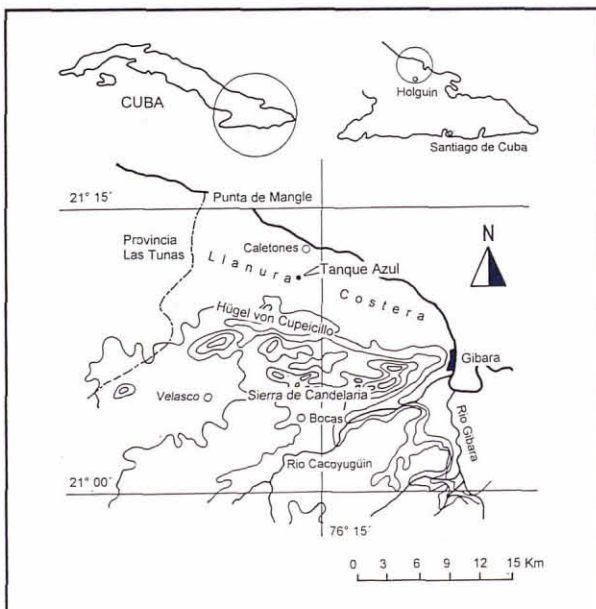 CUBA
Holguin
Santiago de Cuba
21° 15´
Punta de Mangle
Provincia
Las Tunas
Caletones
N
Llanura
Tanque Azul
Costera
Hügel von Cupeicillo
Gibara
Velasco
Sierra de Candelaria
Bocas
Rio Gibara
Rio Cacoyugüin
21° 00´
76° 15´
0 3 6 9 12 15 Km